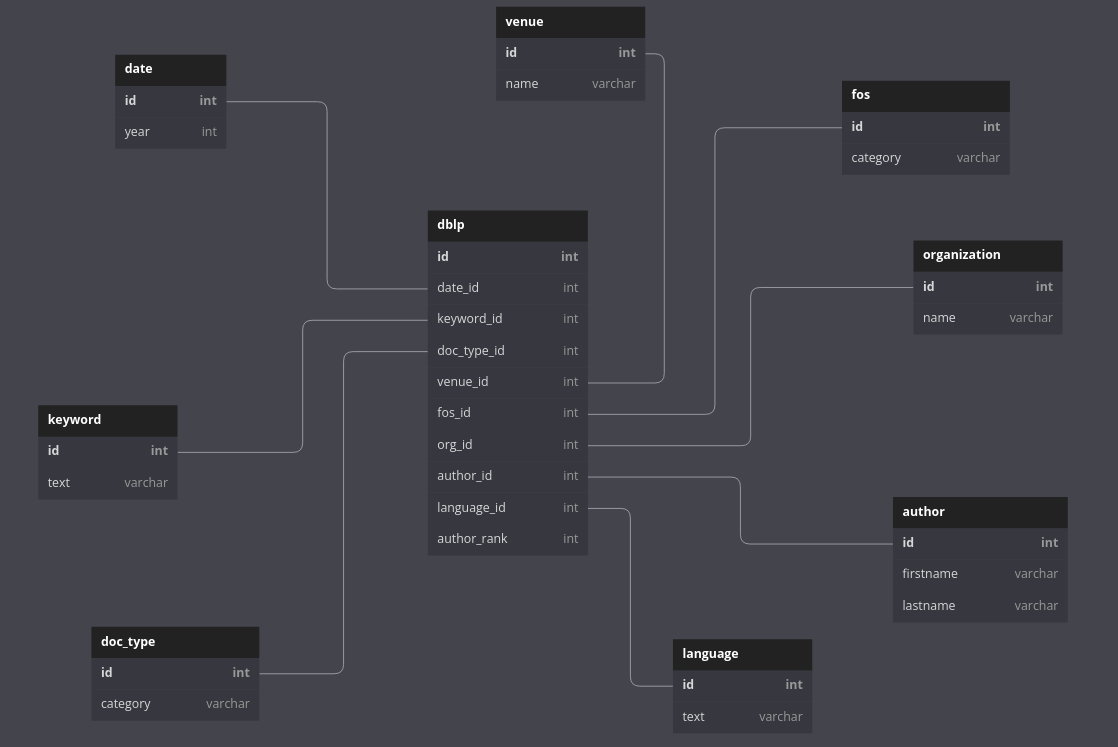 venue
id int
name varchar
date
id int
year int
fos
id int
category varchar
dblp
id int
date_id int
keyword_id int
doc_type_id int
venue_id int
fos_id int
org_id int
author_id int
language_id int
author_rank int
organization
id int
name varchar
keyword
id int
text varchar
author
id int
firstname varchar
lastname varchar
doc_type
id int
category varchar
language
id int
text varchar